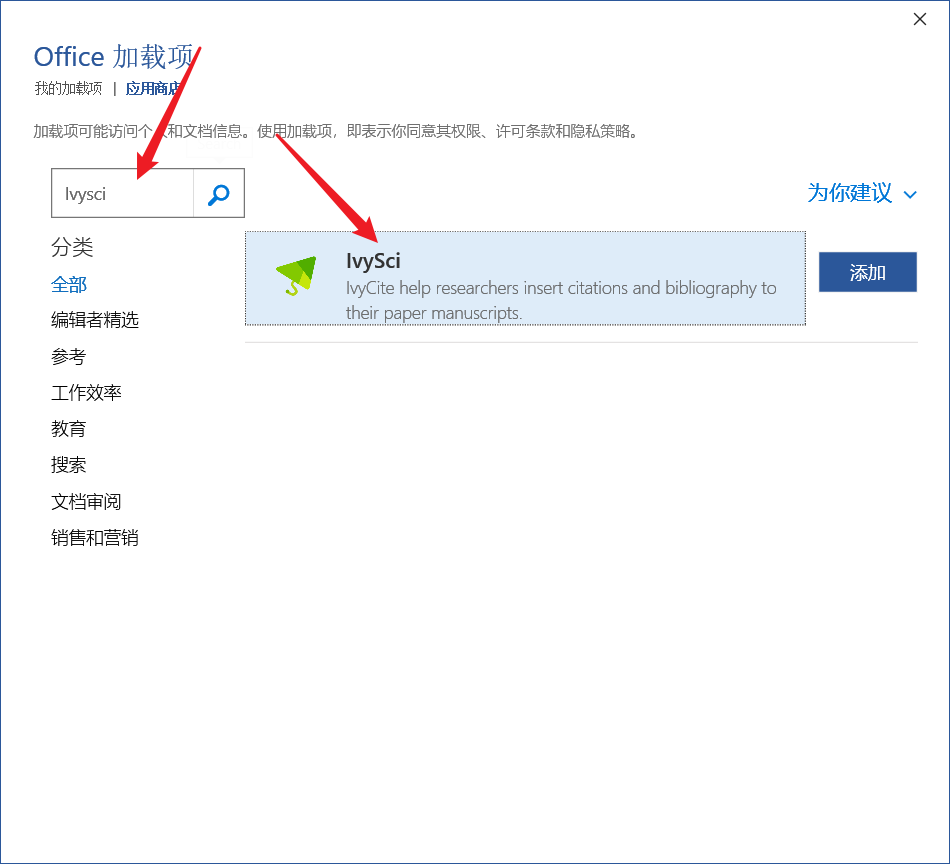 Office 加载项
我的加载项 | 应用商店
加载项可能访问个人和文档信息。使用加载项，即表示你同意其权限、许可条款和隐私策略。
Ivysci
为你建议
分类
全部
编辑者精选
参考
工作效率
教育
搜索
文档审阅
销售和营销
IvySci
IvyCite help researchers insert citations and bibliography to
their paper manuscripts.
添加